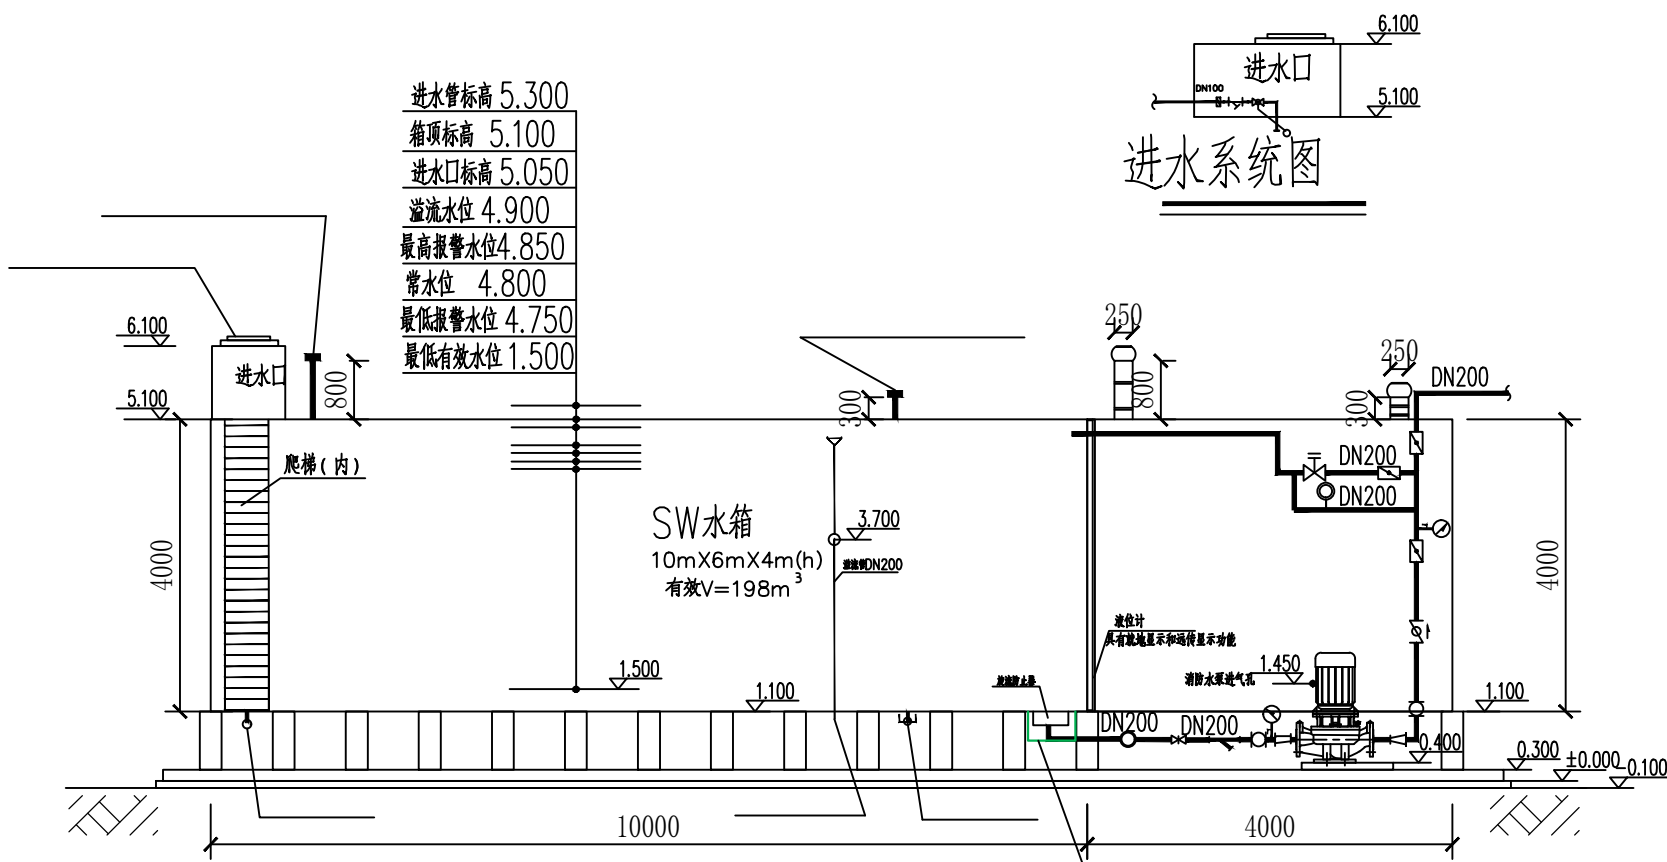 6.100
进水口
DN100
5.100
进水系统图
进水管标高 5.300
箱顶标高 5.100
进水口标高 5.050
溢流水位 4.900
最高报警水位4.850
常水位 4.800
最低报警水位 4.750
最低有效水位 1.500
6.100
进水口
5.100
800
300
250
800
250
300
DN200
爬梯(内)
DN200
DN200
SW水箱
10mX6mX4m(h)
有效V=198m³
3.700
溢流管DN200
4000
4000
液位计
具有就地显示和远传显示功能
1.450
消防水泵进气孔
1.500
1.100
旋流防止器
1.100
DN200
DN200
0.400
0.300
±0.000
-0.100
10000
4000